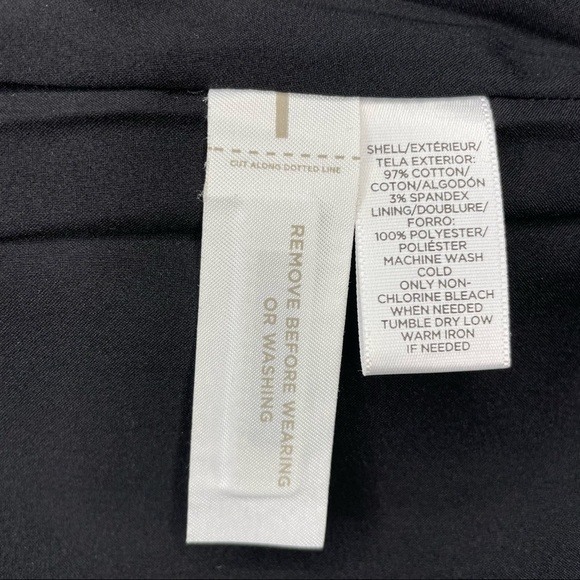 CUT ALONG DOTTED LINE
REMOVE BEFORE WEARING
OR WASHING
SHELL/EXTÉRIEUR/
TELA EXTERIOR:
97% COTTON/
COTON/ALGODÓN
3% SPANDEX
LINING/DOUBLURE/
FORRO:
100% POLYESTER/
POLIÉSTER
MACHINE WASH
COLD
ONLY NON-
CHLORINE BLEACH
WHEN NEEDED
TUMBLE DRY LOW
WARM IRON
IF NEEDED